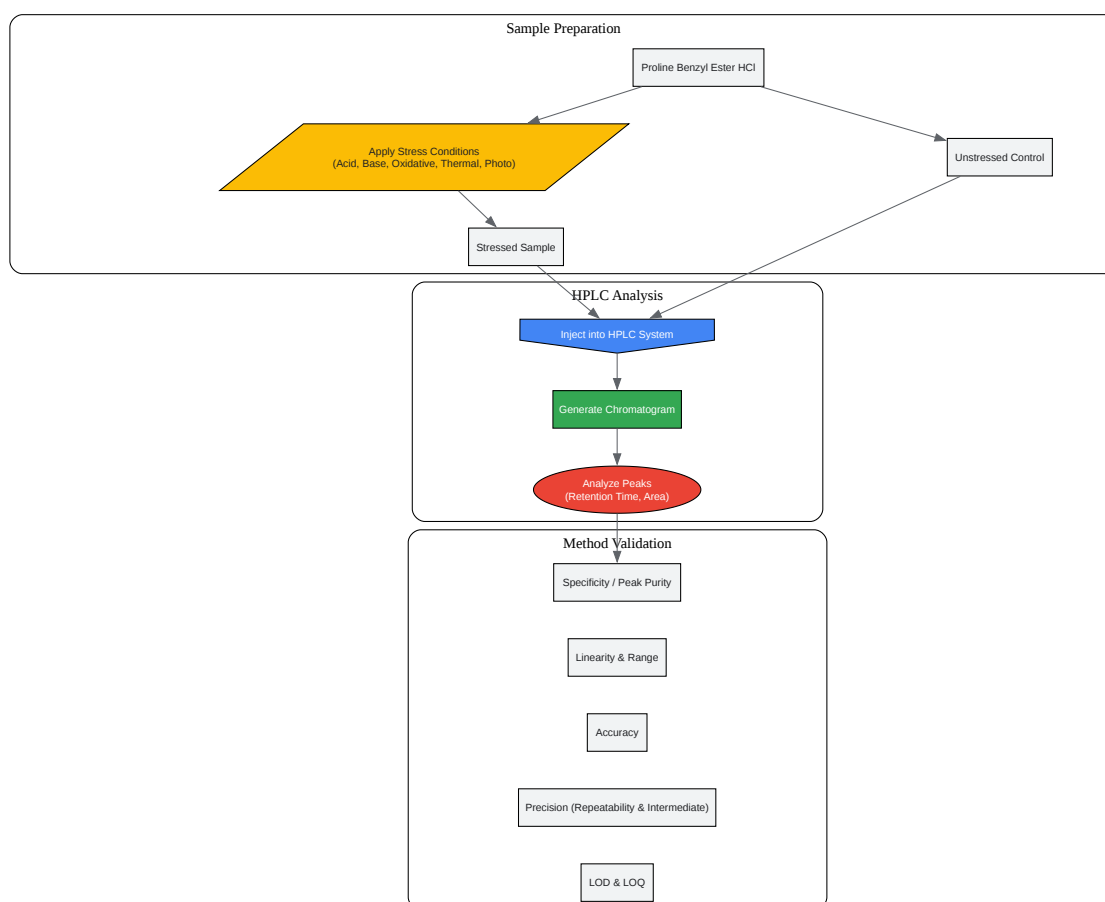 Sample Preparation
Proline Benzyl Ester HCl
Apply Stress Conditions
(Acid, Base, Oxidative, Thermal, Photo)
Unstressed Control
Stressed Sample
HPLC Analysis
Inject into HPLC System
Generate Chromatogram
Analyze Peaks
(Retention Time, Area)
Method Validation
Specificity / Peak Purity
Linearity & Range
Accuracy
Precision (Repeatability & Intermediate)
LOD & LOQ